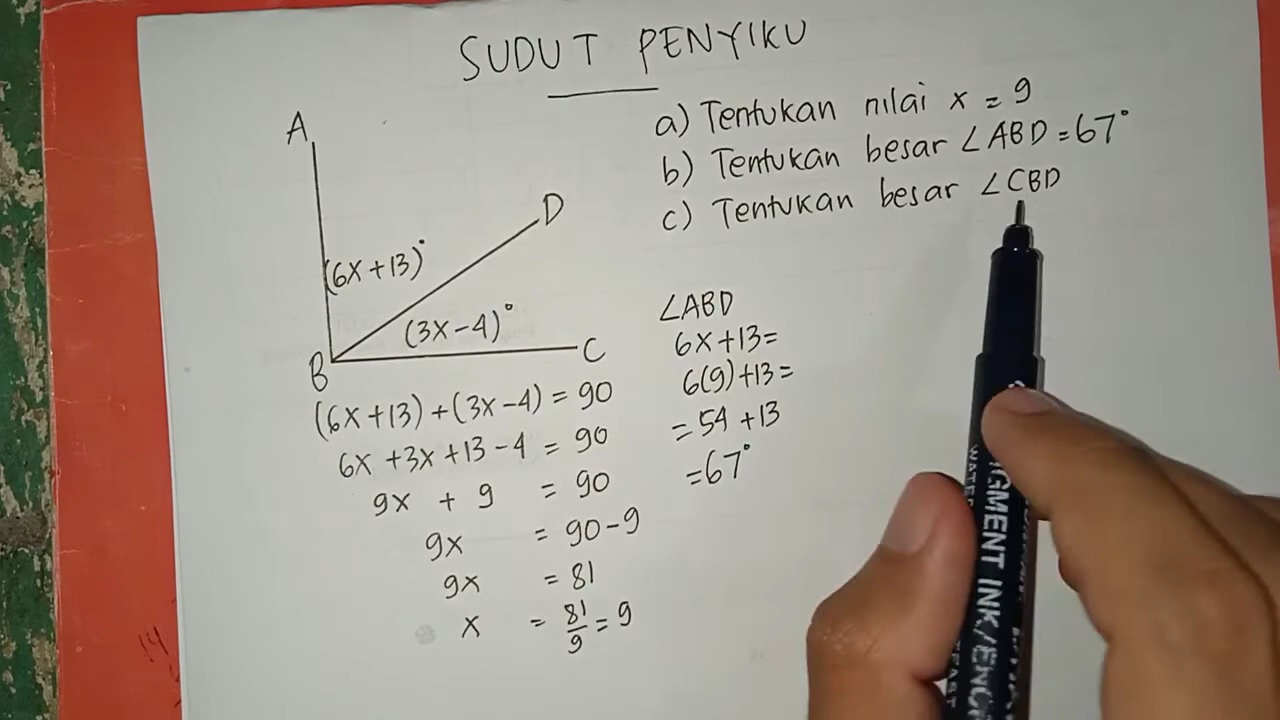 SUDUT PENYIKU
a) Tentukan nilai x = 9
b) Tentukan besar ∠ABD = 67°
c) Tentukan besar ∠CBD
A
D
(6x+13)°
(3x-4)°
B
C
(6x+13) + (3x-4) = 90
6x + 3x + 13 - 4 = 90
9x + 9 = 90
9x = 90 - 9
9x = 81
x = 81/9 = 9
∠ABD
6x + 13 =
6(9) + 13 =
= 54 + 13
= 67°
14